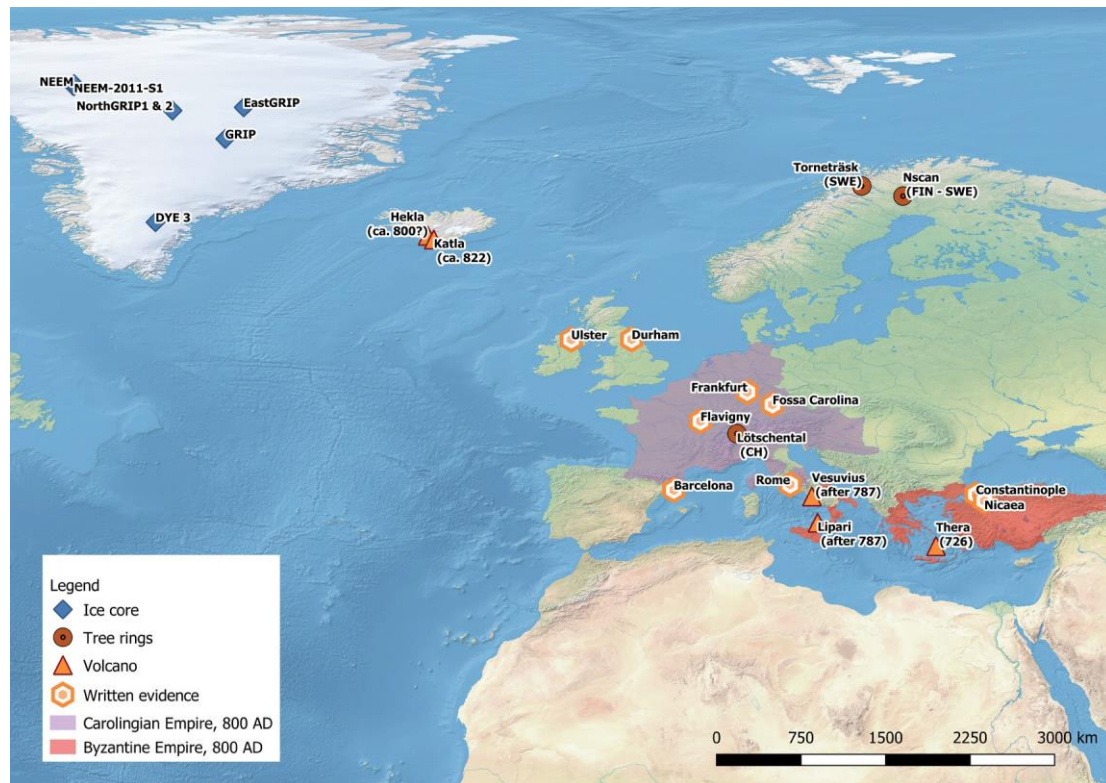 NEEM
NEEM-2011-S1
NorthGRIP1 & 2
EastGRIP
GRIP
DYE 3
Torneträsk
(SWE)
Nscan
(FIN - SWE)
Hekla
(ca. 800?)
Katla
(ca. 822)
Ulster
Durham
Frankfurt
Fossa Carolina
Flavigny
Lötschental
(CH)
Barcelona
Rome
Vesuvius
(after 787)
Constantinople
Nicaea
Lipari
(after 787)
Thera
(726)
Legend
Ice core
Tree rings
Volcano
Written evidence
Carolingian Empire, 800 AD
Byzantine Empire, 800 AD
0 750 1500 2250 3000 km